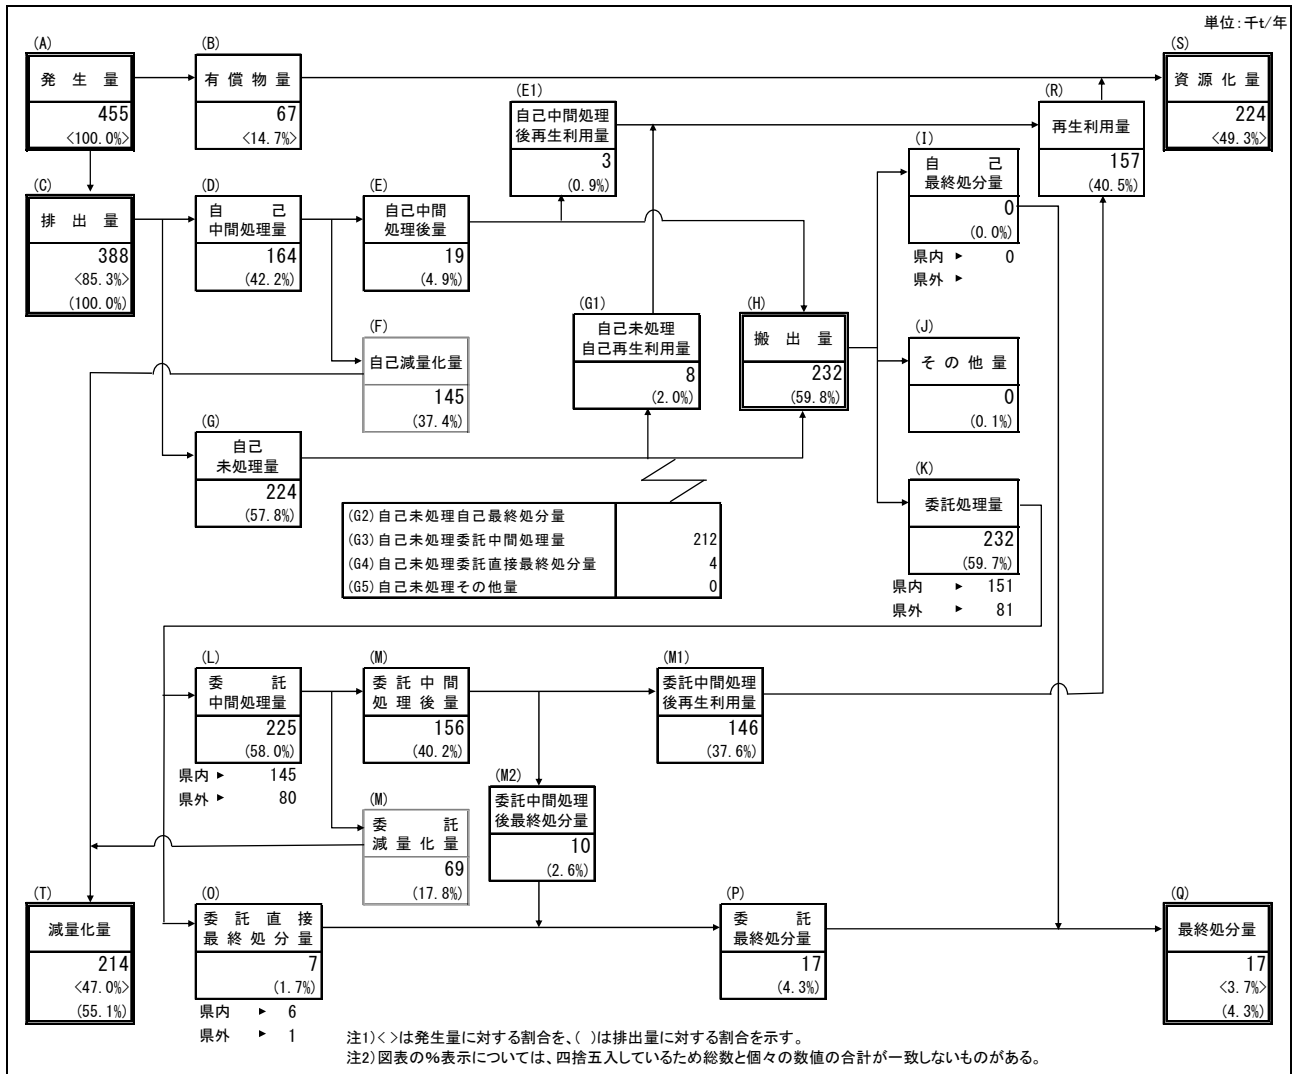 単位:千t/年
(A)
発 生 量
455
<100.0%>
(B)
有 償 物 量
67
<14.7%>
(S)
資 源 化 量
224
<49.3%>
(E1)
自己中間処理
後再生利用量
3
(0.9%)
(R)
再生利用量
157
(40.5%)
(I)
自 己
最終処分量
0
(0.0%)
県内 ► 0
県外 ►
(C)
排 出 量
388
<85.3%>
(100.0%)
(D)
自 己
中間処理量
164
(42.2%)
(E)
自己中間
処理後量
19
(4.9%)
(F)
自己減量化量
145
(37.4%)
(G1)
自己未処理
自己再生利用量
8
(2.0%)
(H)
搬 出 量
232
(59.8%)
(J)
そ の 他 量
0
(0.1%)
(G)
自己
未処理量
224
(57.8%)
(K)
委託処理量
232
(59.7%)
県内 ► 151
県外 ► 81
(G2)自己未処理自己最終処分量
(G3)自己未処理委託中間処理量 212
(G4)自己未処理委託直接最終処分量 4
(G5)自己未処理その他量 0
(L)
委 託
中間処理量
225
(58.0%)
県内 ► 145
県外 ► 80
(M)
委 託 中 間
処 理 後 量
156
(40.2%)
(M1)
委託中間処理
後再生利用量
146
(37.6%)
(M)
委 託
減 量 化 量
69
(17.8%)
(M2)
委託中間処理
後最終処分量
10
(2.6%)
(T)
減量化量
214
<47.0%>
(55.1%)
(O)
委 託 直 接
最 終 処 分 量
7
(1.7%)
県内 ► 6
県外 ► 1
(P)
委 託
最終処分量
17
(4.3%)
(Q)
最終処分量
17
<3.7%>
(4.3%)
注1)< >は発生量に対する割合を、( )は排出量に対する割合を示す。
注2)図表の%表示については、四捨五入しているため総数と個々の数値の合計が一致しないものがある。